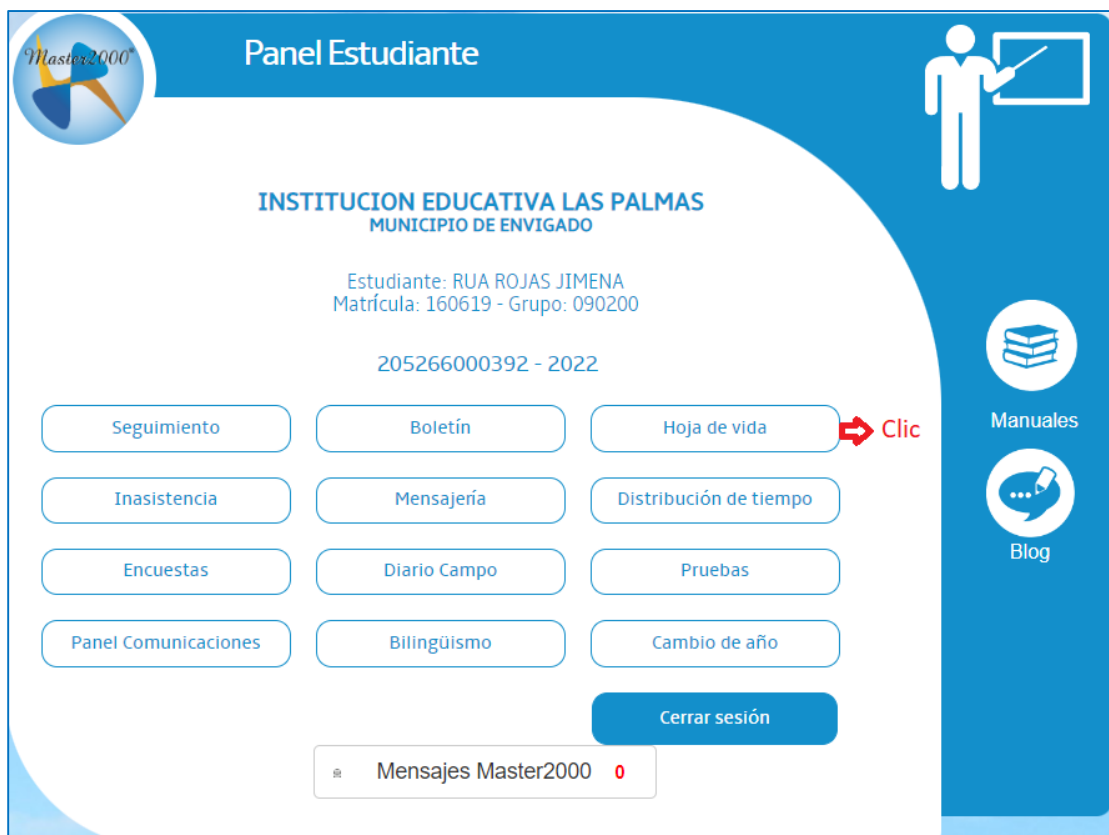 Master2000®
Panel Estudiante
INSTITUCION EDUCATIVA LAS PALMAS
MUNICIPIO DE ENVIGADO
Estudiante: RUA ROJAS JIMENA
Matrícula: 160619 - Grupo: 090200
205266000392 - 2022
Seguimiento
Boletín
Hoja de vida
Clic
Inasistencia
Mensajería
Distribución de tiempo
Encuestas
Diario Campo
Pruebas
Panel Comunicaciones
Bilingüismo
Cambio de año
Cerrar sesión
Mensajes Master2000 0
Manuales
Blog